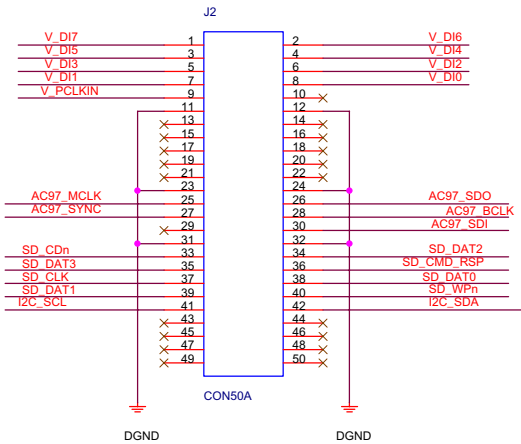 J2
V_DI7 1 2 V_DI6
V_DI5 3 4 V_DI4
V_DI3 5 6 V_DI2
V_DI1 7 8 V_DI0
V_PCLKIN 9 10
11 12
13 14
15 16
17 18
19 20
21 22
23 24
AC97_MCLK 25 26 AC97_SDO
AC97_SYNC 27 28 AC97_BCLK
29 30 AC97_SDI
31 32
SD_CDn 33 34 SD_DAT2
SD_DAT3 35 36 SD_CMD_RSP
SD_CLK 37 38 SD_DAT0
SD_DAT1 39 40 SD_WPn
I2C_SCL 41 42 I2C_SDA
43 44
45 46
47 48
49 50
CON50A
DGND DGND